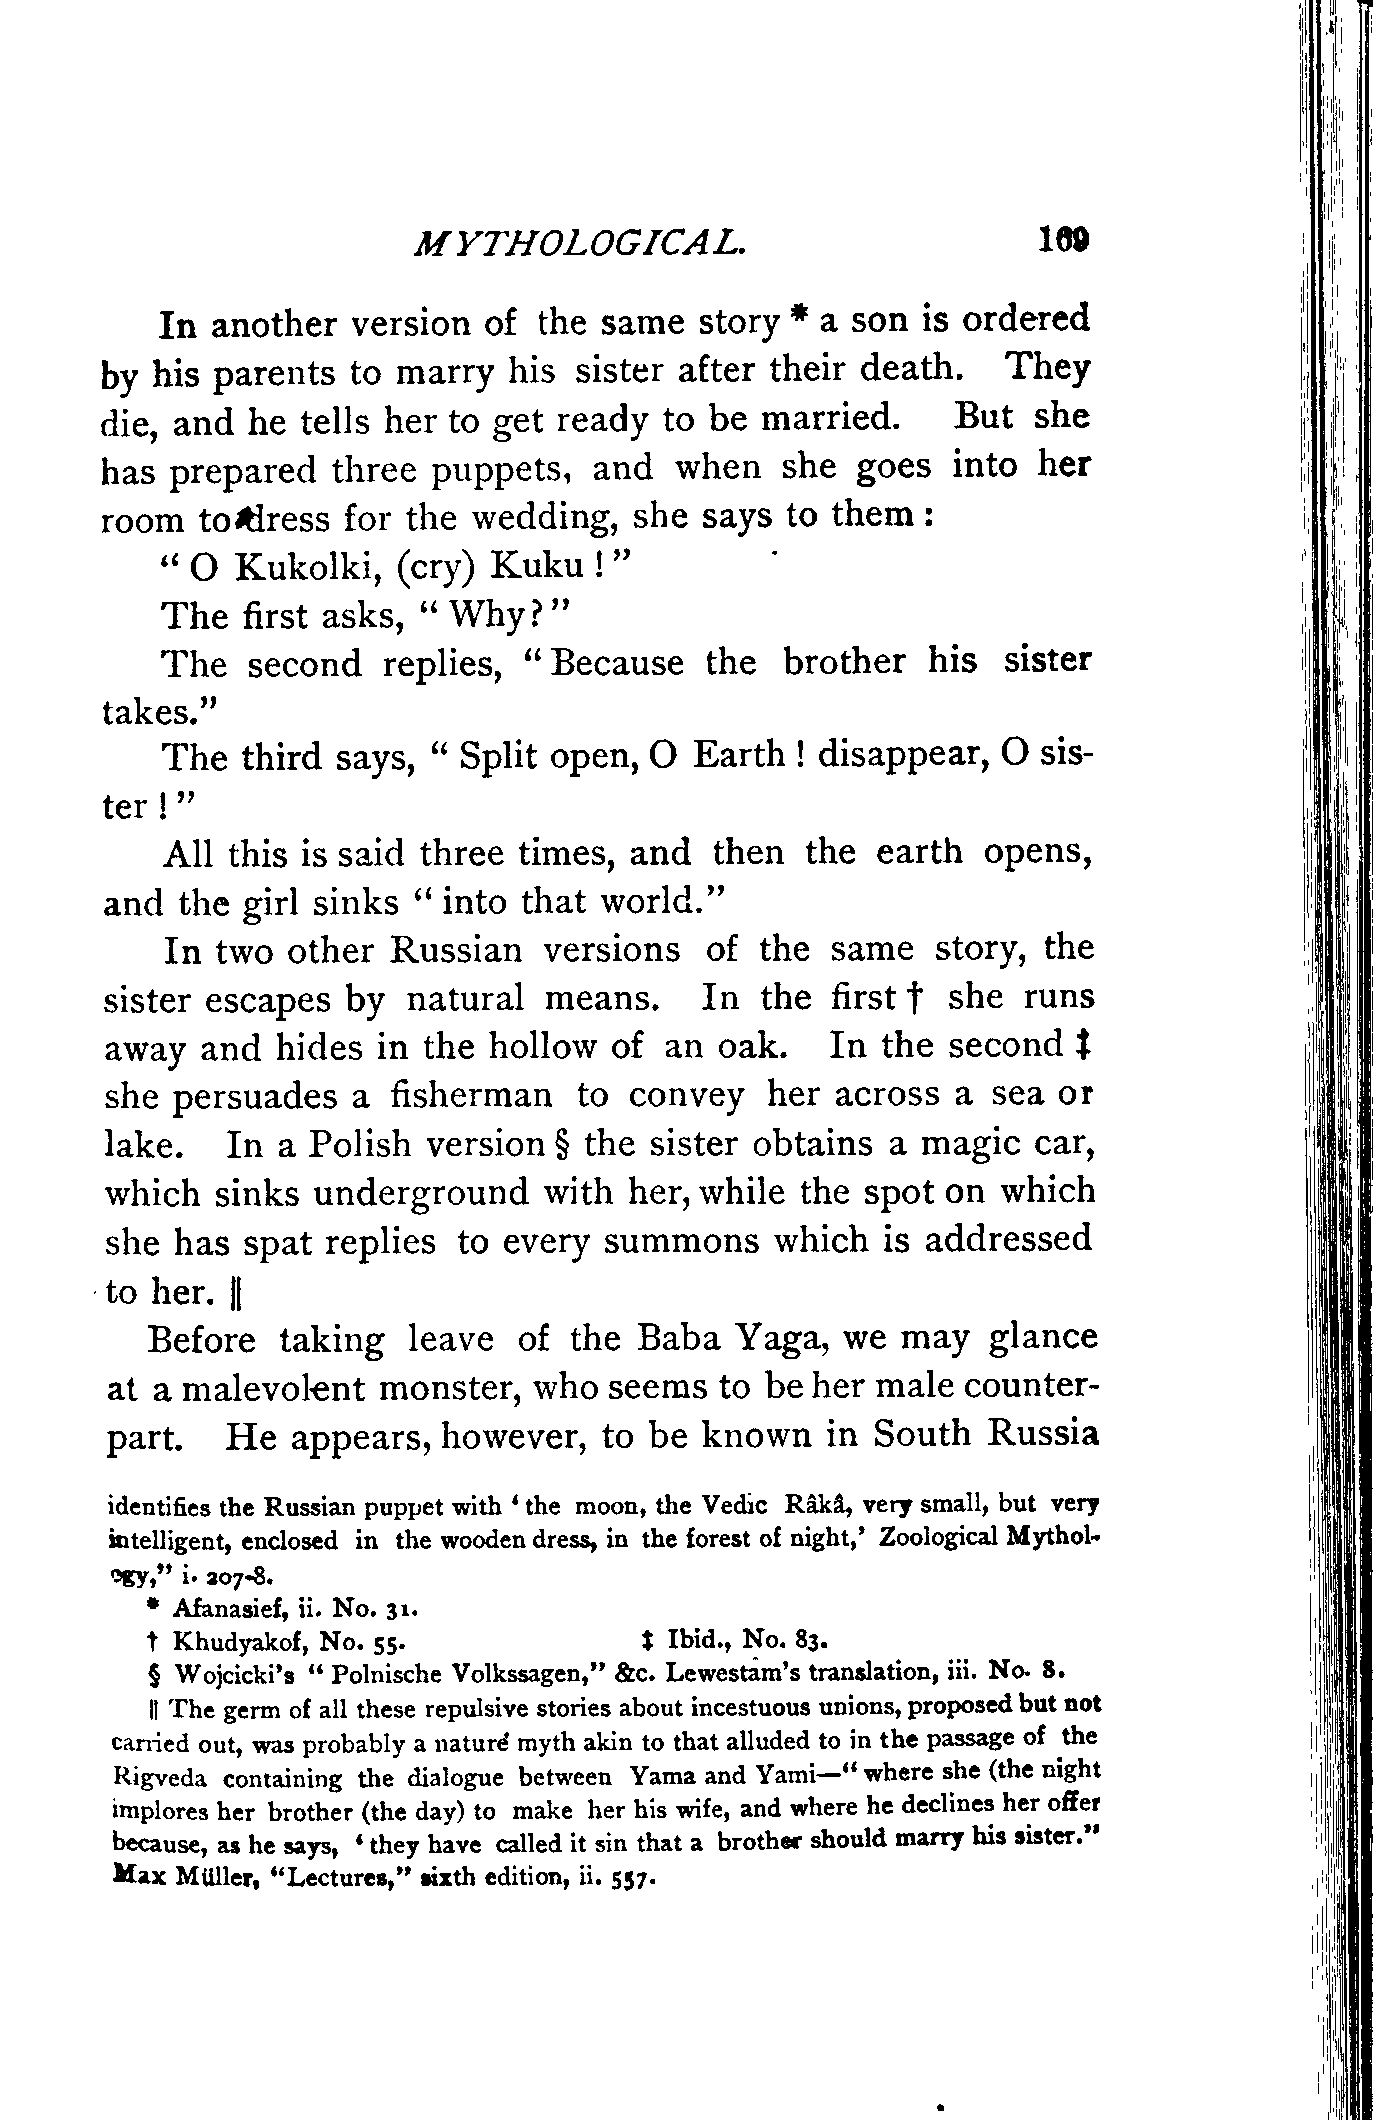 MYTHOLOGICAL. 169
In another version of the same story * a son is ordered
by his parents to marry his sister after their death. They
die, and he tells her to get ready to be married. But she
has prepared three puppets, and when she goes into her
room to dress for the wedding, she says to them :
“ O Kukolki, (cry) Kuku ! ”
The first asks, “ Why? ”
The second replies, “ Because the brother his sister
takes.”
The third says, “ Split open, O Earth ! disappear, O sis-
ter ! ”
All this is said three times, and then the earth opens,
and the girl sinks “ into that world.”
In two other Russian versions of the same story, the
sister escapes by natural means. In the first † she runs
away and hides in the hollow of an oak. In the second ‡
she persuades a fisherman to convey her across a sea or
lake. In a Polish version § the sister obtains a magic car,
which sinks underground with her, while the spot on which
she has spat replies to every summons which is addressed
to her. ||
Before taking leave of the Baba Yaga, we may glance
at a malevolent monster, who seems to be her male counter-
part. He appears, however, to be known in South Russia
identifies the Russian puppet with ‘ the moon, the Vedic Râkâ, very small, but very
intelligent, enclosed in the wooden dress, in the forest of night,’ Zoological Mythol-
ogy,” i. 207-8.
* Afanasief, ii. No. 31.
† Khudyakof, No. 55. ‡ Ibid., No. 83.
§ Wojcicki’s “ Polnische Volkssagen,” &c. Lewestam’s translation, iii. No. 8.
|| The germ of all these repulsive stories about incestuous unions, proposed but not
carried out, was probably a nature myth akin to that alluded to in the passage of the
Rigveda containing the dialogue between Yama and Yami—“ where she (the night
implores her brother (the day) to make her his wife, and where he declines her offer
because, as he says, ‘ they have called it sin that a brother should marry his sister.”
Max Müller, “Lectures,” sixth edition, ii. 557.